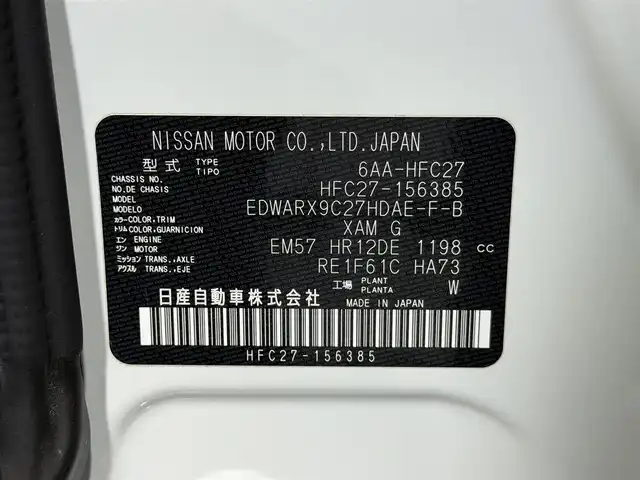 NISSAN MOTOR CO.,LTD.JAPAN
型式 TYPE TIPO 6AA-HFC27
CHASSIS NO. NO.DE CHASIS HFC27-156385
MODEL MODELO EDWARX9C27HDAE-F-B
カラー COLOR,TRIM トリム COLOR,GUARNICION XAM G
エンジン ENGINE MOTOR EM57 HR12DE 1198 cc
ミッション TRANS.,AXLE アクスル TRANS.,EJE RE1F61C HA73
工場 PLANT PLANTA W
日産自動車株式会社 MADE IN JAPAN
HFC27-156385